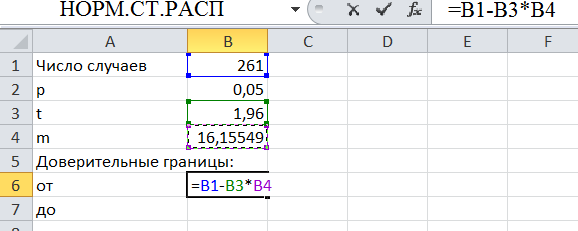 НОРМ.СТ.РАСП =B1-B3*B4
A B C D E F
1 Число случаев 261
2 p 0,05
3 t 1,96
4 m 16,15549
5 Доверительные границы:
6 от =B1-B3*B4
7 до